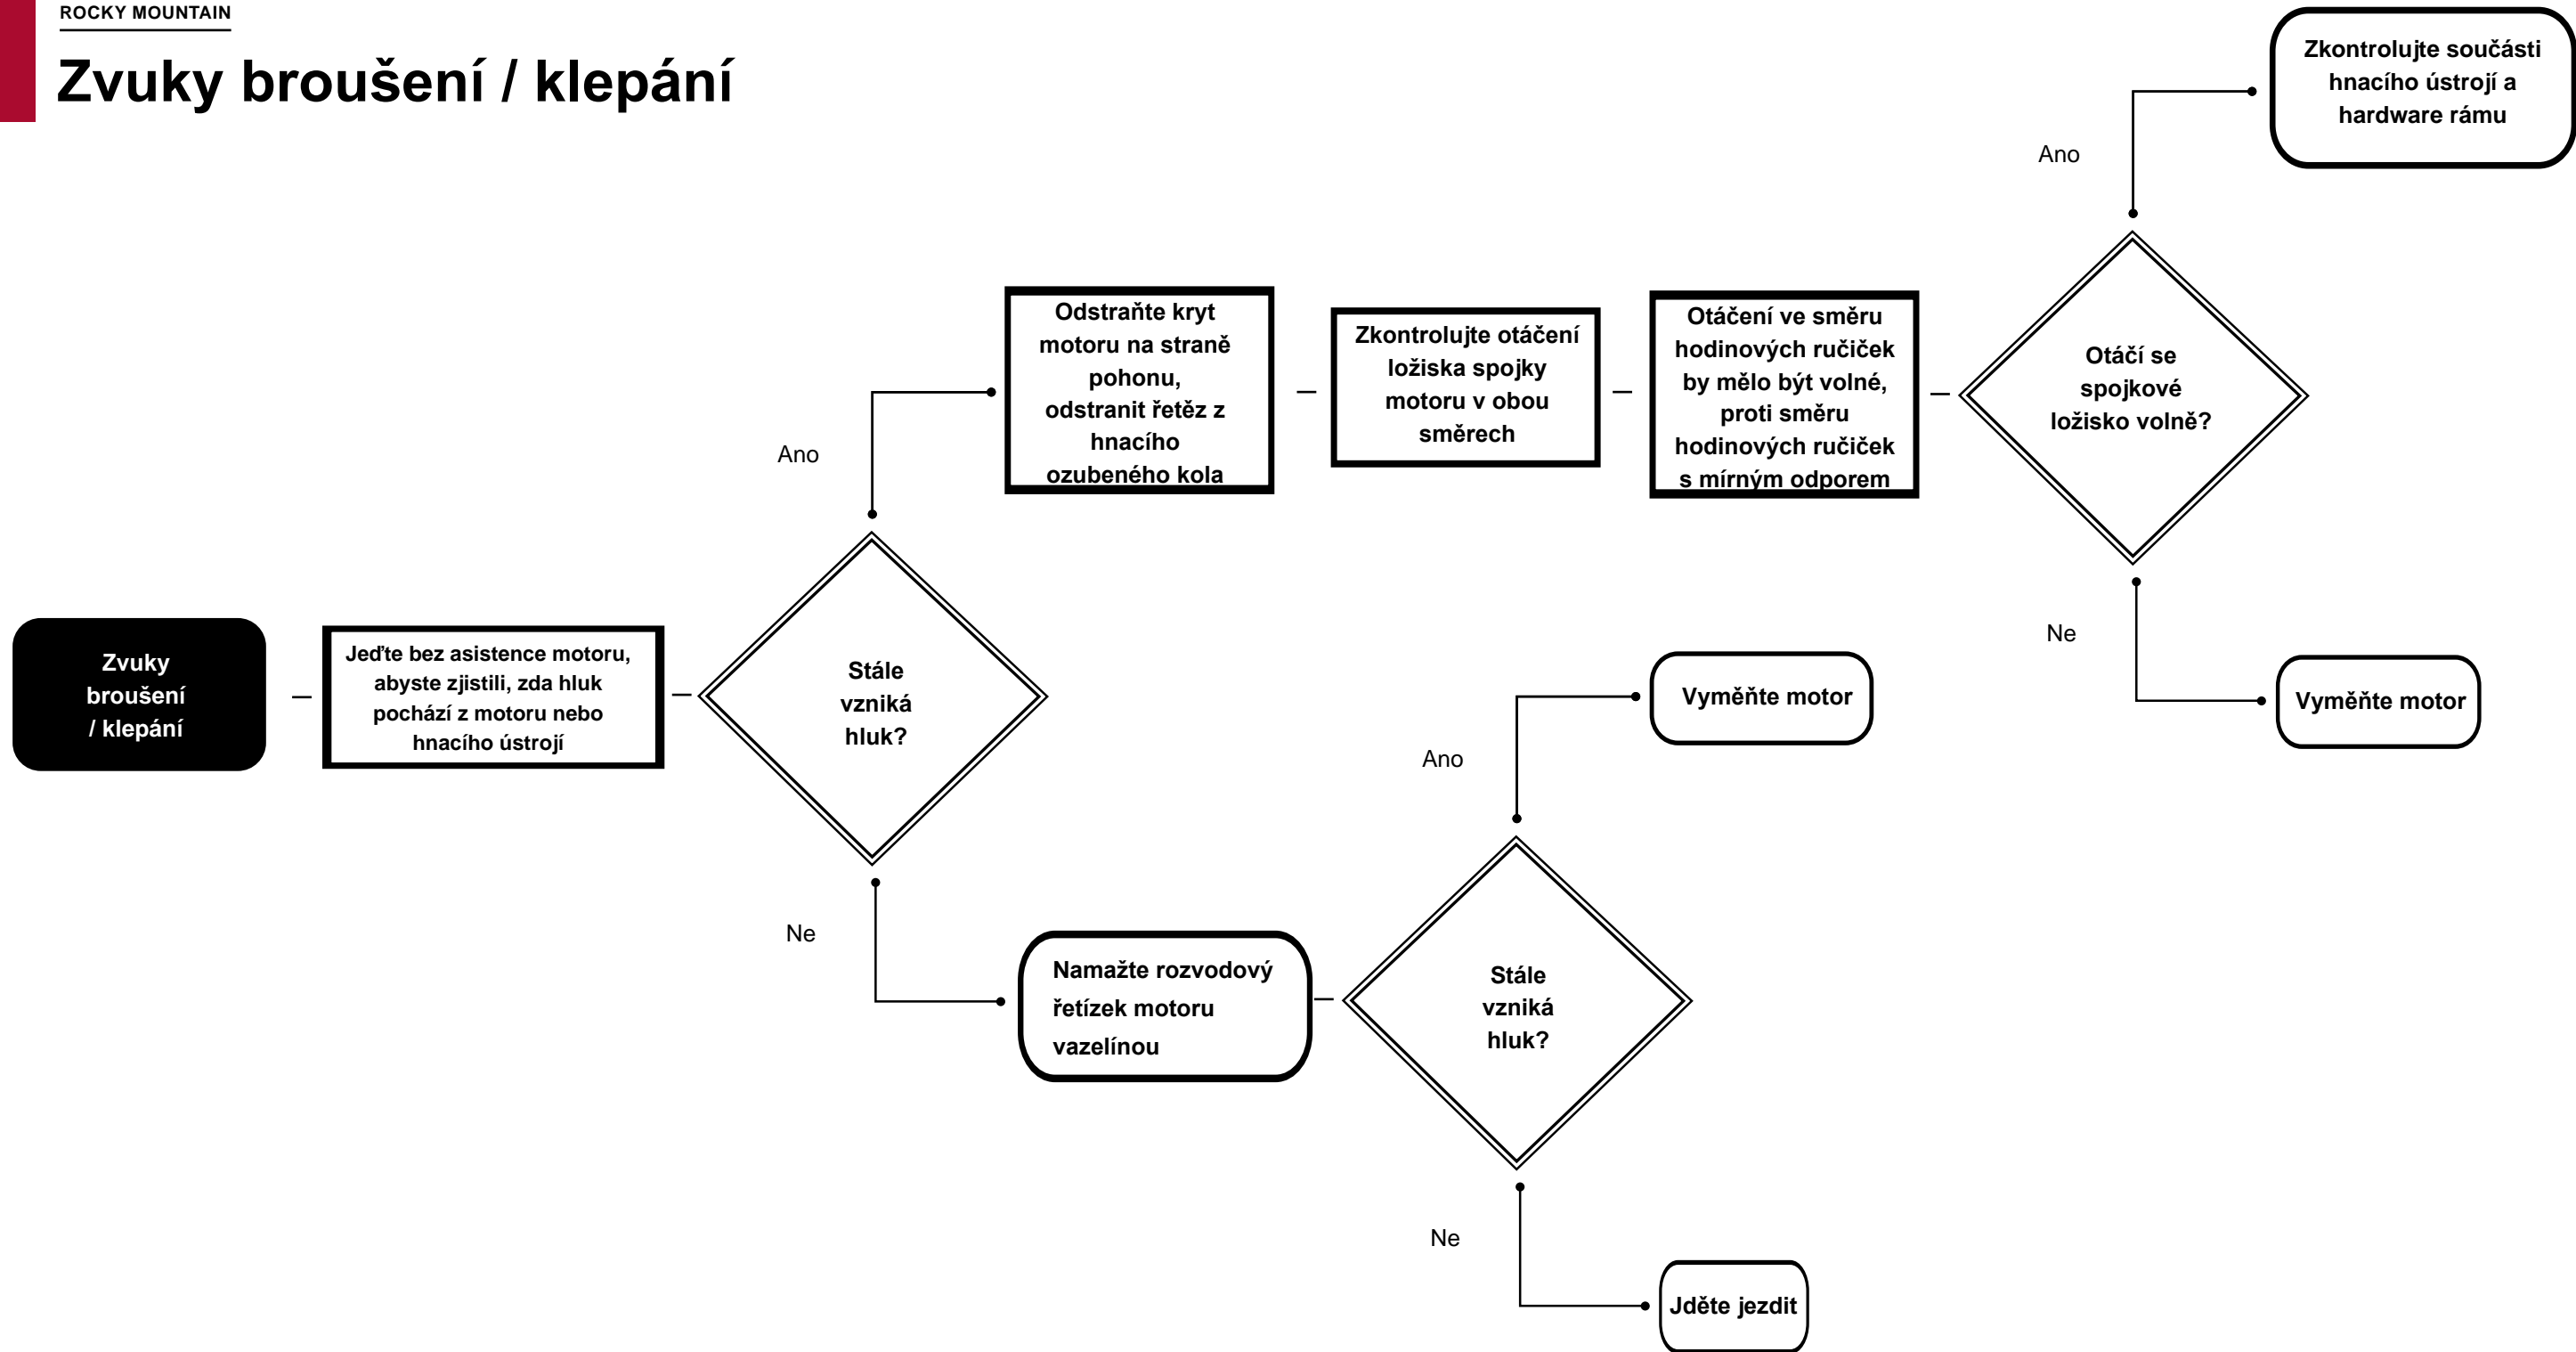 ROCKY MOUNTAIN
Zvuky broušení / klepání
Zkontrolujte součásti
hnacího ústrojí a
hardware rámu
Ano
Odstraňte kryt
motoru na straně
pohonu,
odstranit řetěz z
hnacího
ozubeného kola
Zkontrolujte otáčení
ložiska spojky
motoru v obou
směrech
Otáčení ve směru
hodinových ručiček
by mělo být volné,
proti směru
hodinových ručiček
s mírným odporem
Otáčí se
spojkové
ložisko volně?
Ano
Ne
Vyměňte motor
Zvuky
broušení
/ klepání
Jeďte bez asistence motoru,
abyste zjistili, zda hluk
pochází z motoru nebo
hnacího ústrojí
Stále
vzniká
hluk?
Vyměňte motor
Ano
Ne
Namažte rozvodový
řetízek motoru
vazelínou
Stále
vzniká
hluk?
Ne
Jděte jezdit